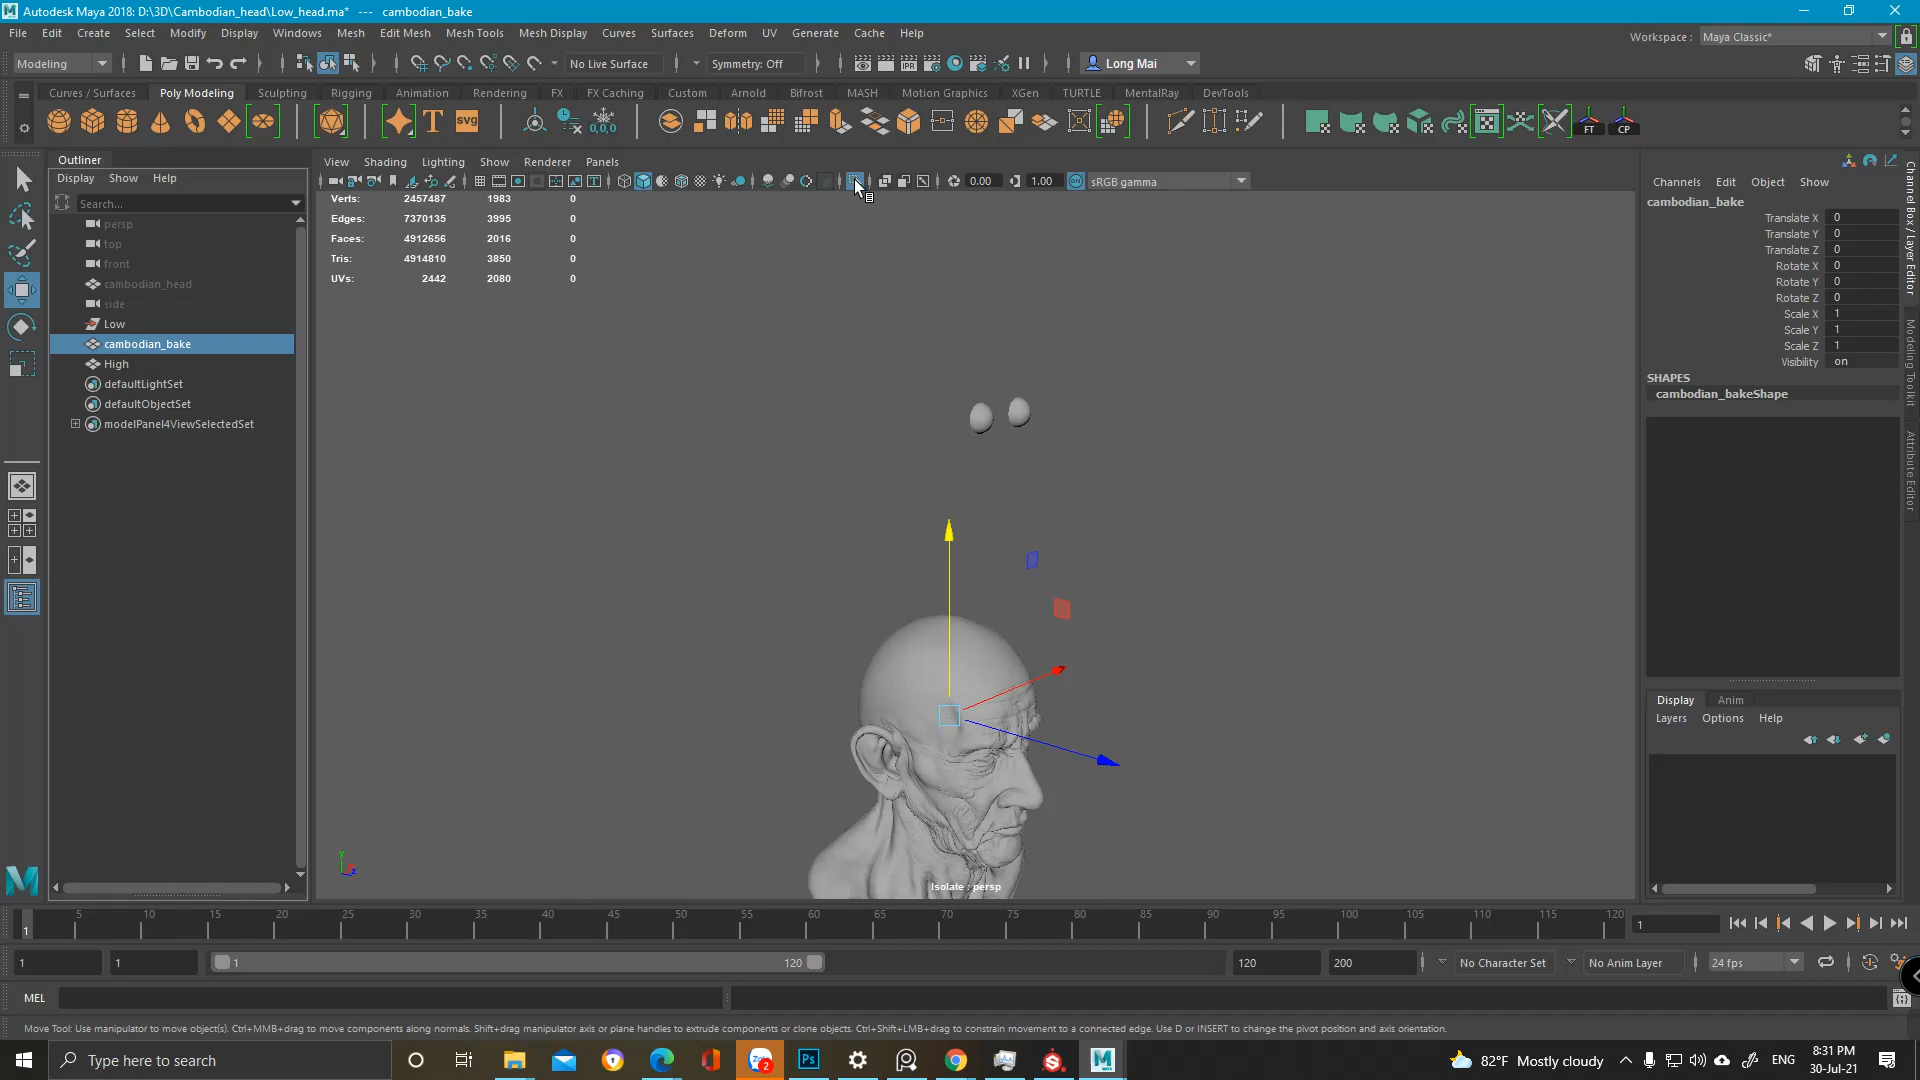 Autodesk Maya 2018: D:\3D\Cambodian_head\Low_head.ma* --- cambodian_bake
File Edit Create Select Modify Display Windows Mesh Edit Mesh Mesh Tools Mesh Display Curves Surfaces Deform UV Generate Cache Help
Workspace : Maya Classic*
Modeling No Live Surface Symmetry: Off Long Mai
Curves / Surfaces Poly Modeling Sculpting Rigging Animation Rendering FX FX Caching Custom Arnold Bifrost MASH Motion Graphics XGen TURTLE MentalRay DevTools
T SVG 0,0,0 FT CP
Outliner
Display Show Help
Search...
persp
top
front
cambodian_head
side
Low
cambodian_bake
High
defaultLightSet
defaultObjectSet
modelPanel4ViewSelectedSet
View Shading Lighting Show Renderer Panels
0.00 1.00 ON sRGB gamma
Verts: 2457487 1983 0
Edges: 7370135 3995 0
Faces: 4912656 2016 0
Tris: 4914810 3850 0
UVs: 2442 2080 0
Isolate : persp
Channels Edit Object Show
cambodian_bake
Translate X 0
Translate Y 0
Translate Z 0
Rotate X 0
Rotate Y 0
Rotate Z 0
Scale X 1
Scale Y 1
Scale Z 1
Visibility on
SHAPES
cambodian_bakeShape
Display Anim
Layers Options Help
Channel Box / Layer Editor
Modeling Toolkit
Attribute Editor
5 10 15 20 25 30 35 40 45 50 55 60 65 70 75 80 85 90 95 100 105 110 115 120
1 1
1 1 1 120 120 200 No Character Set No Anim Layer 24 fps
MEL
Move Tool: Use manipulator to move object(s). Ctrl+MMB+drag to move components along normals. Shift+drag manipulator axis or plane handles to extrude components or clone objects. Ctrl+Shift+LMB+drag to constrain movement to a connected edge. Use D or INSERT to change the pivot position and axis orientation.
Type here to search
82°F Mostly cloudy ENG
8:31 PM
30-Jul-21